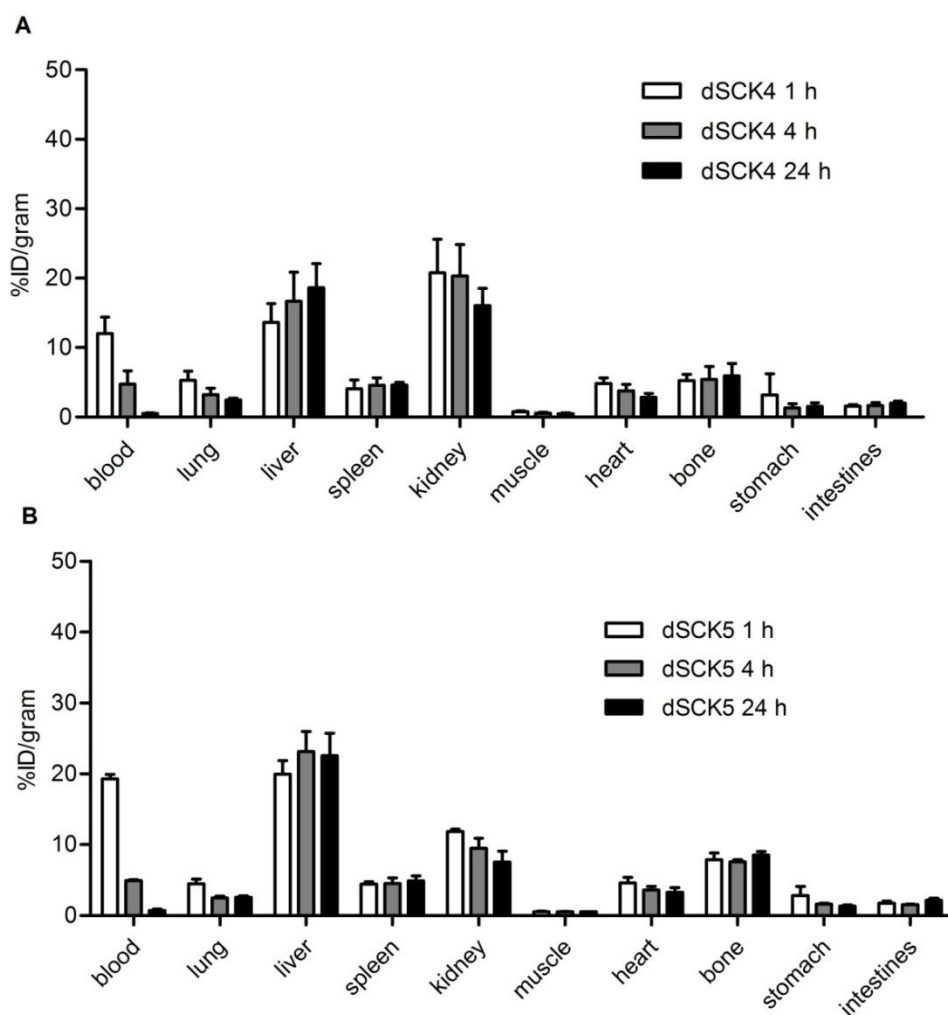 A
50
40
30
20
10
0
%ID/gram
dSCK4 1 h
dSCK4 4 h
dSCK4 24 h
blood
lung
liver
spleen
kidney
muscle
heart
bone
stomach
intestines
B
50
40
30
20
10
0
%ID/gram
dSCK5 1 h
dSCK5 4 h
dSCK5 24 h
blood
lung
liver
spleen
kidney
muscle
heart
bone
stomach
intestines